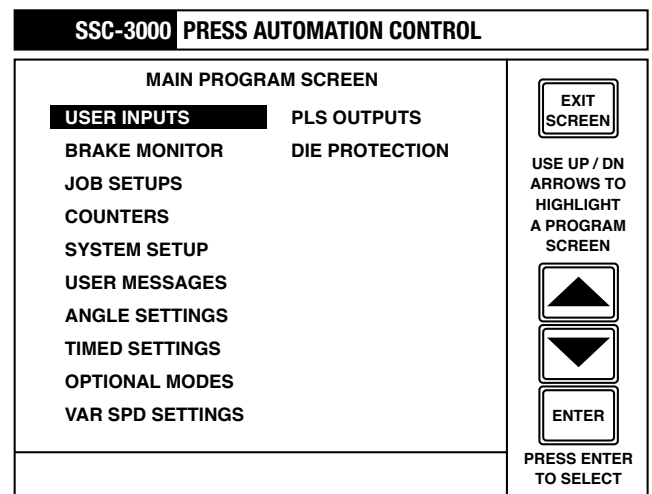 SSC-3000 PRESS AUTOMATION CONTROL
MAIN PROGRAM SCREEN
USER INPUTS
BRAKE MONITOR
JOB SETUPS
COUNTERS
SYSTEM SETUP
USER MESSAGES
ANGLE SETTINGS
TIMED SETTINGS
OPTIONAL MODES
VAR SPD SETTINGS
PLS OUTPUTS
DIE PROTECTION
EXIT
SCREEN
USE UP / DN
ARROWS TO
HIGHLIGHT
A PROGRAM
SCREEN
ENTER
PRESS ENTER
TO SELECT